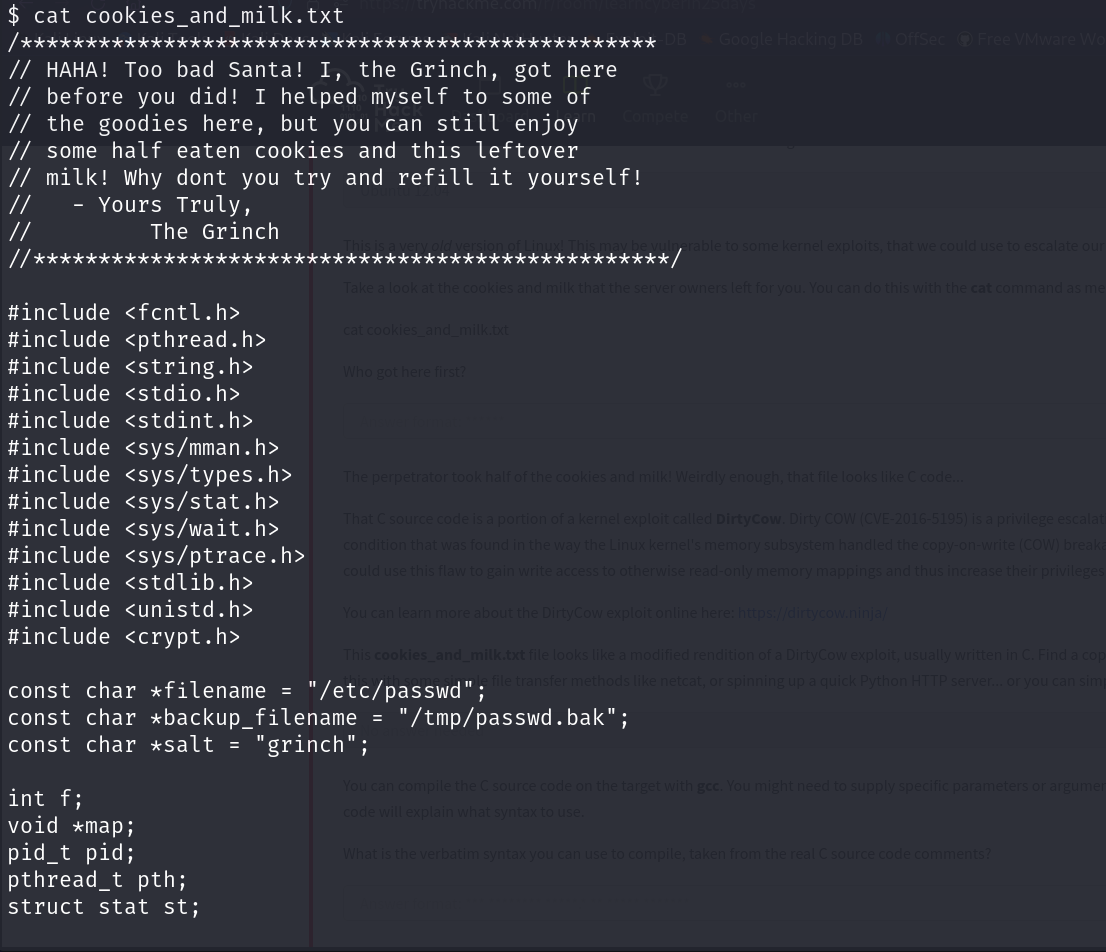 $ cat cookies_and_milk.txt
/*************************************************
// HAHA! Too bad Santa! I, the Grinch, got here
// before you did! I helped myself to some of
// the goodies here, but you can still enjoy
// some half eaten cookies and this leftover
// milk! Why dont you try and refill it yourself!
//   - Yours Truly,
//         The Grinch
//*************************************************/
#include <fcntl.h>
#include <pthread.h>
#include <string.h>
#include <stdio.h>
#include <stdint.h>
#include <sys/mman.h>
#include <sys/types.h>
#include <sys/stat.h>
#include <sys/wait.h>
#include <sys/ptrace.h>
#include <stdlib.h>
#include <unistd.h>
#include <crypt.h>
const char *filename = "/etc/passwd";
const char *backup_filename = "/tmp/passwd.bak";
const char *salt = "grinch";
int f;
void *map;
pid_t pid;
pthread_t pth;
struct stat st;
Google Hacking DB
OffSec
Free VMware Wo
Learn
Compete
Other
This is a very old version of Linux! This may be vulnerable to some kernel exploits, that we could use to escalate our
Take a look at the cookies and milk that the server owners left for you. You can do this with the cat command as me
cat cookies_and_milk.txt
Who got here first?
The perpetrator took half of the cookies and milk! Weirdly enough, that file looks like C code...
That C source code is a portion of a kernel exploit called DirtyCow. Dirty COW (CVE-2016-5195) is a privilege escalat
condition that was found in the way the Linux kernel's memory subsystem handled the copy-on-write (COW) breaka
could use this flaw to gain write access to otherwise read-only memory mappings and thus increase their privileges
You can learn more about the DirtyCow exploit online here: https://dirtycow.ninja/
This cookies_and_milk.txt file looks like a modified rendition of a DirtyCow exploit, usually written in C. Find a cop
this with some simple file transfer methods like netcat, or spinning up a quick Python HTTP server... or you can simp
You can compile the C source code on the target with gcc. You might need to supply specific parameters or argumen
code will explain what syntax to use.
What is the verbatim syntax you can use to compile, taken from the real C source code comments?